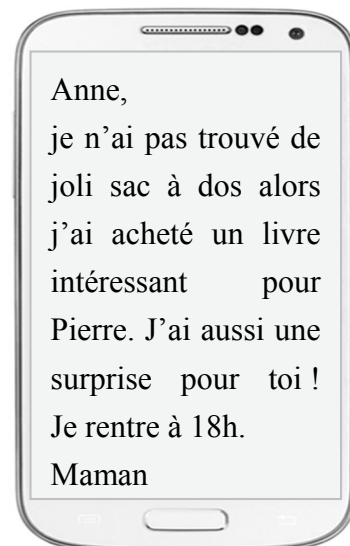 Anne,
je n’ai pas trouvé de
joli sac à dos alors
j’ai acheté un livre
intéressant pour
Pierre. J’ai aussi une
surprise pour toi !
Je rentre à 18h.
Maman